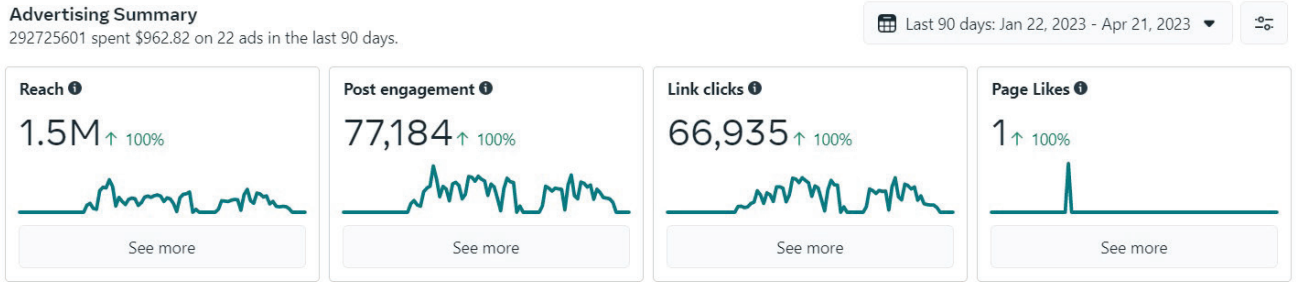 Advertising Summary
292725601 spent $962.82 on 22 ads in the last 90 days.
Last 90 days: Jan 22, 2023 - Apr 21, 2023
Reach
1.5M↑ 100%
See more
Post engagement
77,184↑ 100%
See more
Link clicks
66,935↑ 100%
See more
Page Likes
1↑ 100%
See more